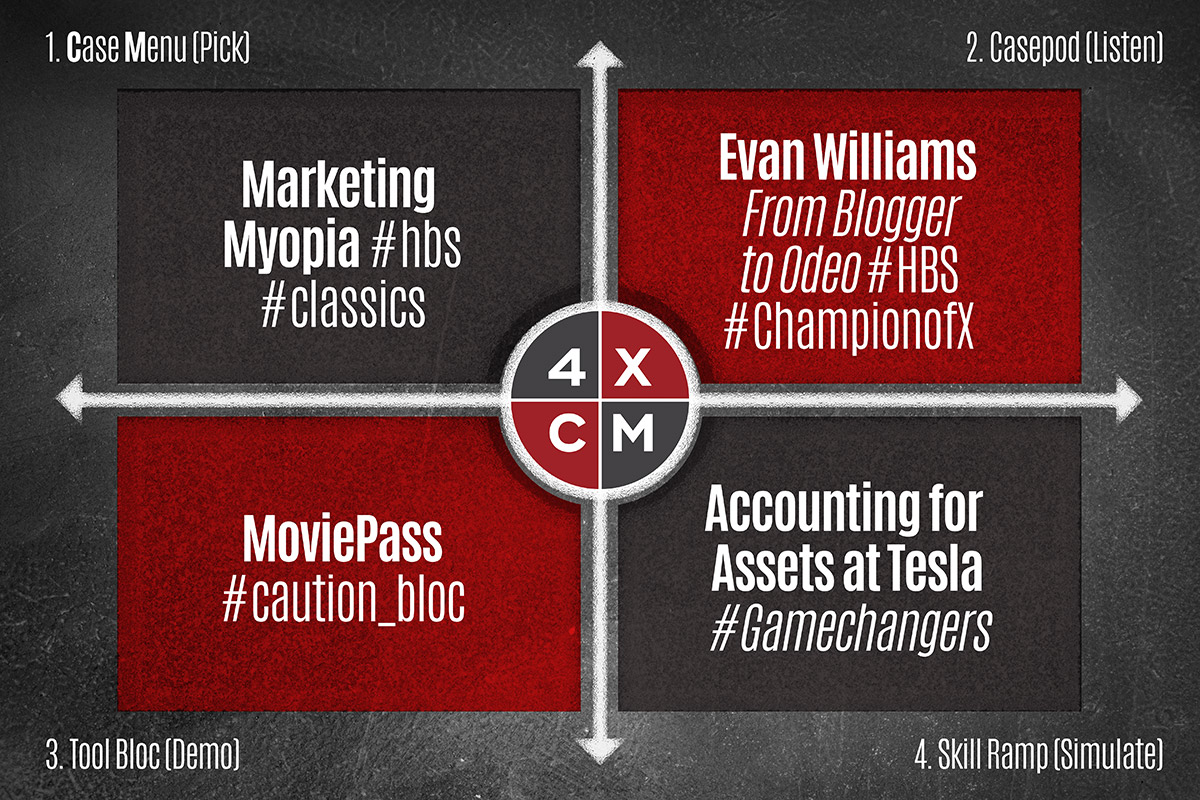 1. Case Menu (Pick)
2. Casepod (Listen)
Marketing
Myopia #hbs
#classics
Evan Williams
From Blogger
to Odeo #HBS
#ChampionofX
4 X
C M
MoviePass
#caution_bloc
Accounting for
Assets at Tesla
#Gamechangers
3. Tool Bloc (Demo)
4. Skill Ramp (Simulate)